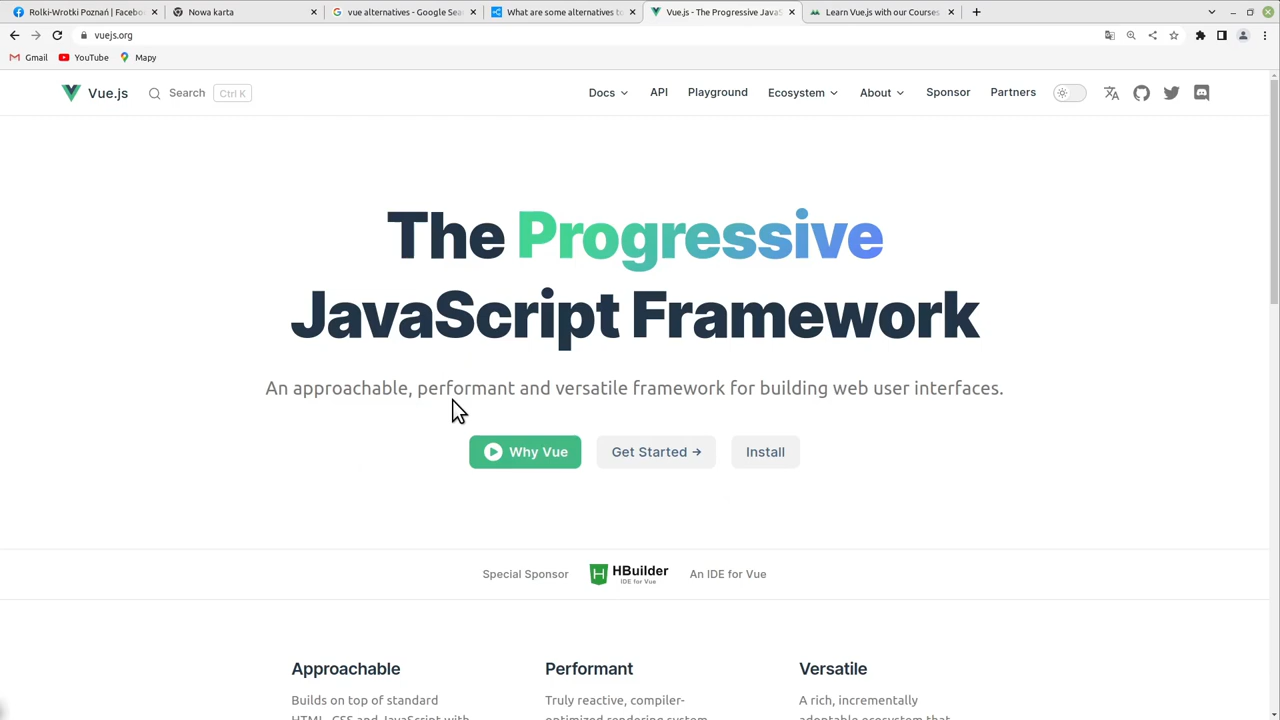 Rolki-Wrotki Poznań | Facebo
Nowa karta
vue alternatives - Google Sea
What are some alternatives to
Vue.js - The Progressive JavaS
Learn Vue.js with our Courses
vuejs.org
Gmail
YouTube
Mapy
Vue.js
Search
Ctrl K
Docs
API
Playground
Ecosystem
About
Sponsor
Partners
The Progressive
JavaScript Framework
An approachable, performant and versatile framework for building web user interfaces.
Why Vue
Get Started →
Install
Special Sponsor
HBuilder
IDE for Vue
An IDE for Vue
Approachable
Builds on top of standard
HTML, CSS and JavaScript with
Performant
Truly reactive, compiler-
optimized rendering system
Versatile
A rich, incrementally
adoptable ecosystem that